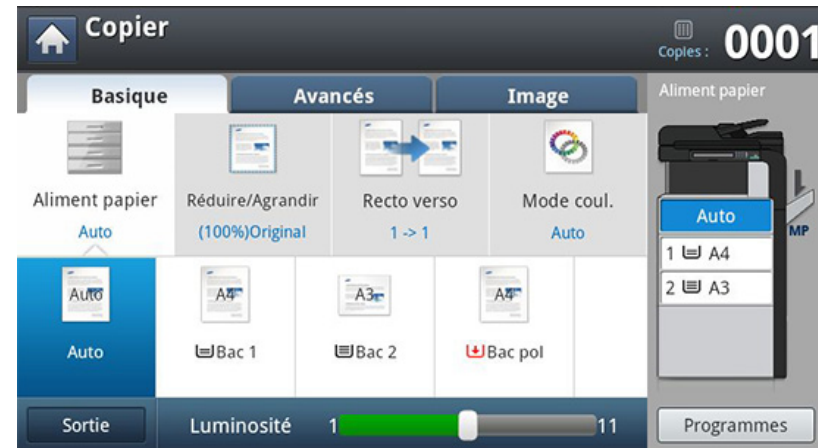 Copier
Copies : 0001
Basique
Avancés
Image
Aliment papier
Aliment papier
Auto
Réduire/Agrandir
(100%)Original
Recto verso
1 -> 1
Mode coul.
Auto
Auto
1 A4
2 A3
MP
Auto
Auto
A4
Bac 1
A3
Bac 2
A4
Bac pol
Sortie
Luminosité 1 11
Programmes